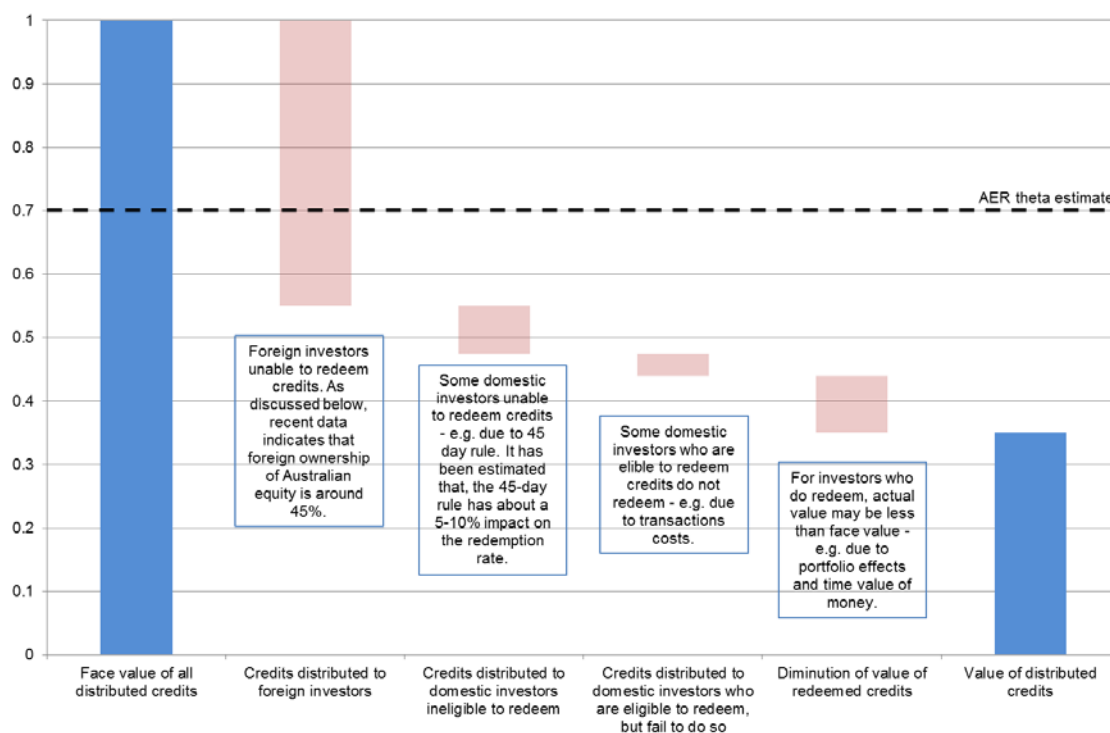 1
0.9
0.8
0.7
0.6
0.5
0.4
0.3
0.2
0.1
0
AER theta estimate
Foreign investors
unable to redeem
credits. As
discussed below,
recent data
indicates that
foreign ownership
of Australian
equity is around
45%.
Some domestic
investors unable
to redeem credits
- e.g. due to 45
day rule. It has
been estimated
that, the 45-day
rule has about a
5-10% impact on
the redemption
rate.
Some domestic
investors who are
elible to redeem
credits do not
redeem - e.g. due
to transactions
costs.
For investors who
do redeem, actual
value may be less
than face value -
e.g. due to
portfolio effects
and time value of
money.
Face value of all
distributed credits
Credits distributed to
foreign investors
Credits distributed to
domestic investors
ineligible to redeem
Credits distributed to
domestic investors who
are eligible to redeem,
but fail to do so
Diminution of value of
redeemed credits
Value of distributed
credits